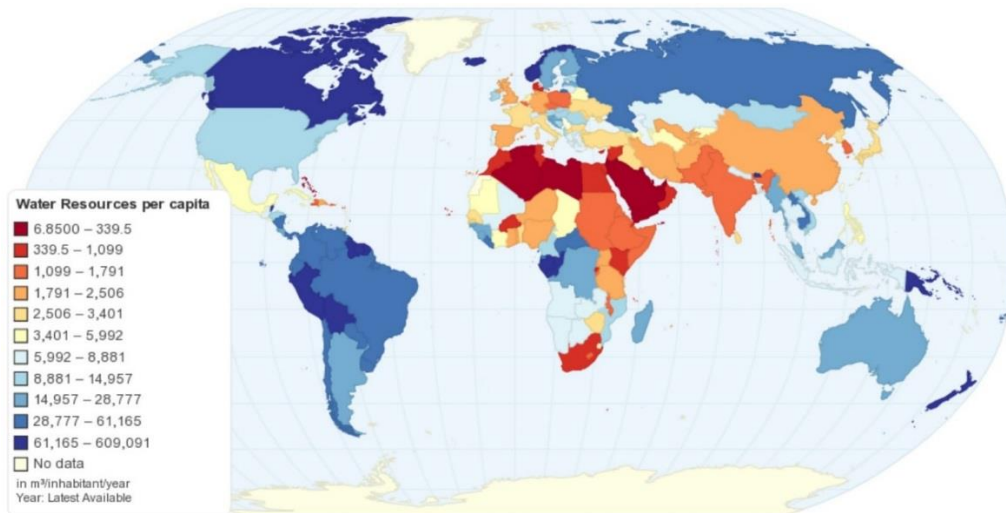 Water Resources per capita
6.8500 – 339.5
339.5 – 1,099
1,099 – 1,791
1,791 – 2,506
2,506 – 3,401
3,401 – 5,992
5,992 – 8,881
8,881 – 14,957
14,957 – 28,777
28,777 – 61,165
61,165 – 609,091
No data
in m³/inhabitant/year
Year: Latest Available